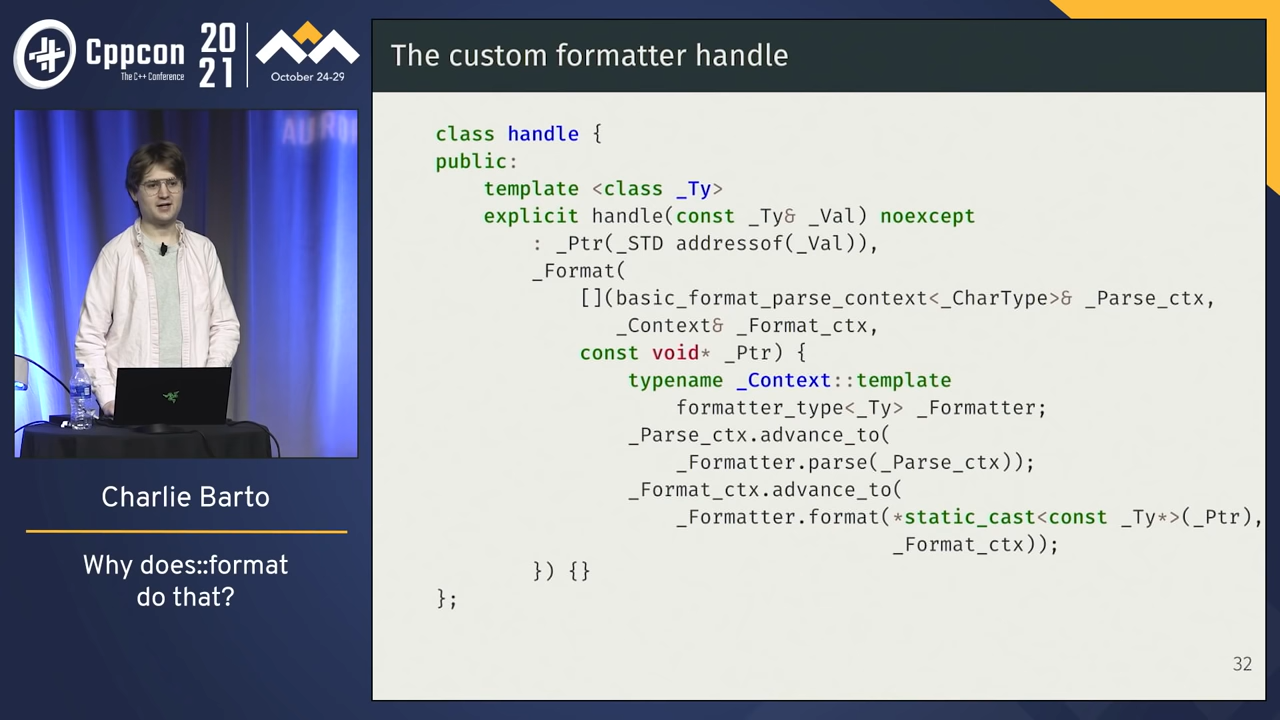 Cppcon
The C++ Conference
20
21
October 24-29
Charlie Barto
Why does::format
do that?
The custom formatter handle
class handle {
public:
    template <class _Ty>
    explicit handle(const _Ty& _Val) noexcept
        : _Ptr(_STD addressof(_Val)),
        _Format(
            [](basic_format_parse_context<_CharType>& _Parse_ctx,
               _Context& _Format_ctx,
            const void* _Ptr) {
                typename _Context::template
                    formatter_type<_Ty> _Formatter;
                _Parse_ctx.advance_to(
                    _Formatter.parse(_Parse_ctx));
                _Format_ctx.advance_to(
                    _Formatter.format(*static_cast<const _Ty*>(_Ptr),
                                      _Format_ctx));
        }) {}
};
32